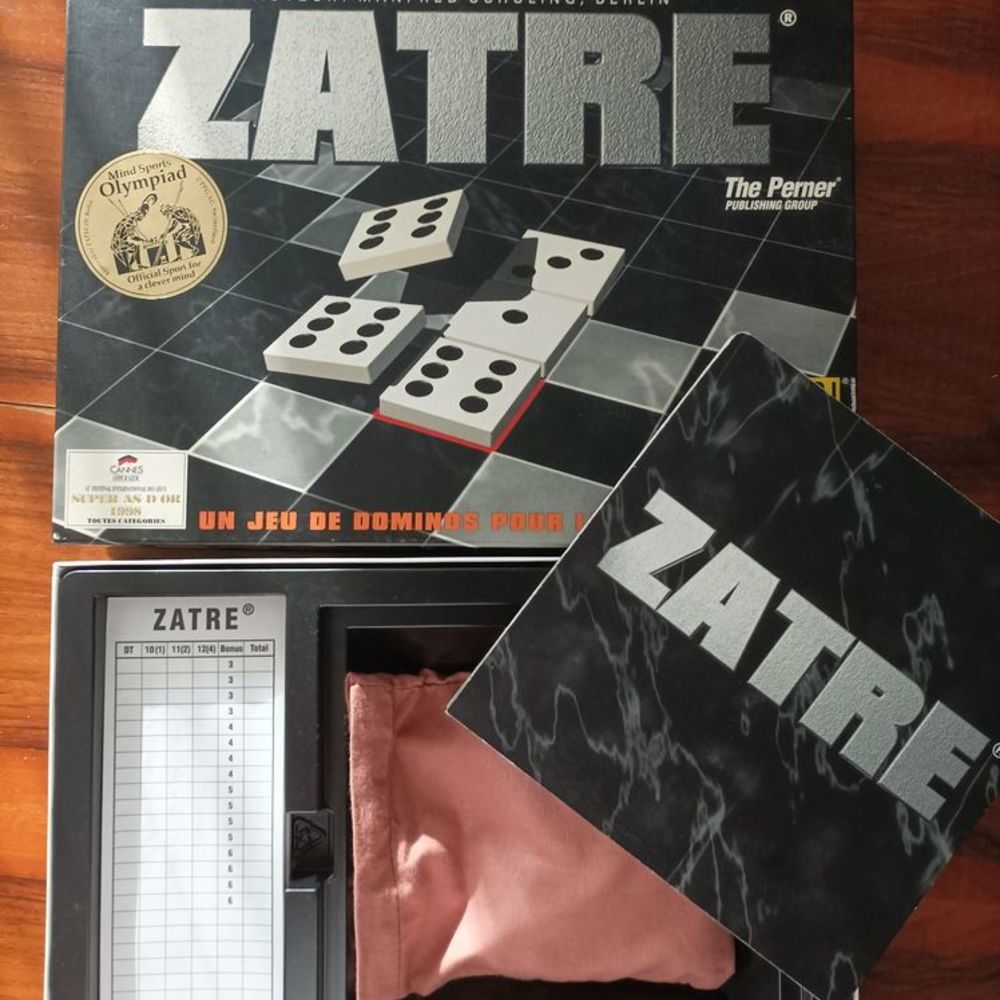 ZATRE®
The Perner®
PUBLISHING GROUP
Mind Sports
Olympiad
Official Sport for
a clever mind
CANNES
SUPER AS D'OR
1998
TOUTES CATEGORIES
UN JEU DE DOMINOS POUR
ZATRE
ZATRE®
DT 10(1) 11(2) 12(4) Bonus Total
3
3
3
3
4
4
4
4
5
5
5
5
6
6
6
6